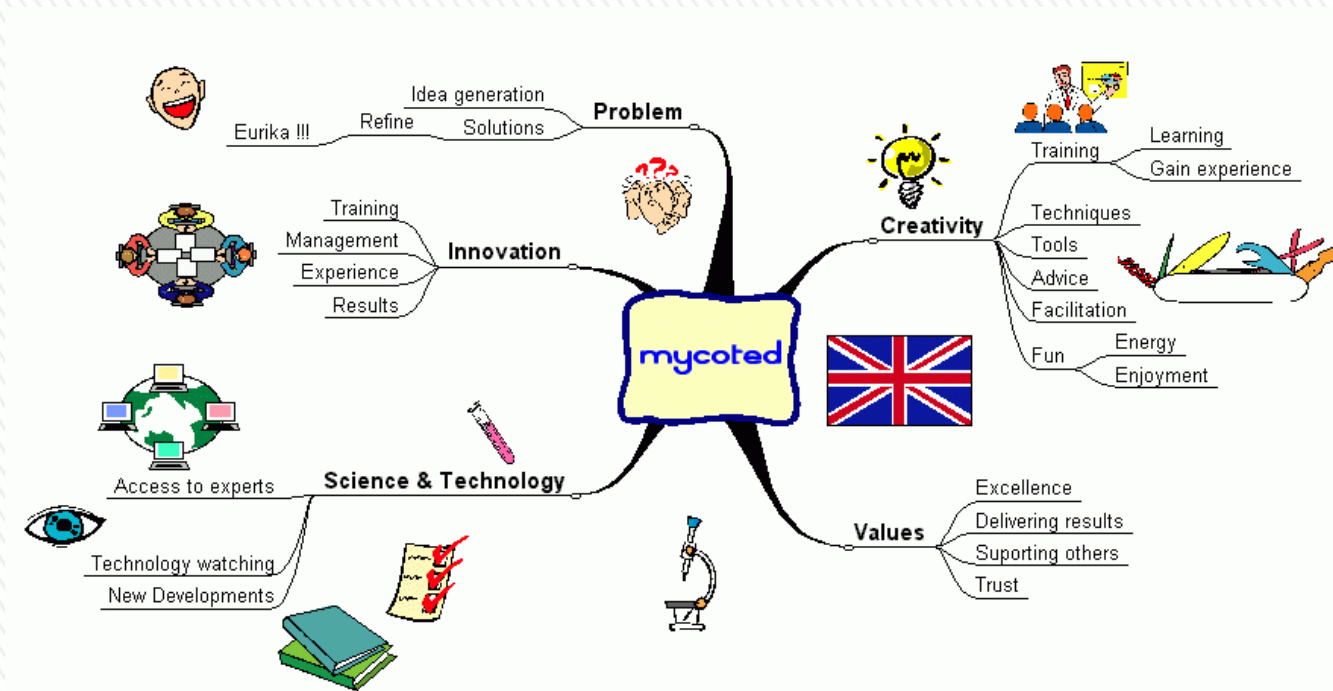 mycoted
Problem
Idea generation
Solutions
Refine
Eurika !!!
Innovation
Training
Management
Experience
Results
Science & Technology
Access to experts
Technology watching
New Developments
Creativity
Training
Learning
Gain experience
Techniques
Tools
Advice
Facilitation
Fun
Energy
Enjoyment
Values
Excellence
Delivering results
Suporting others
Trust